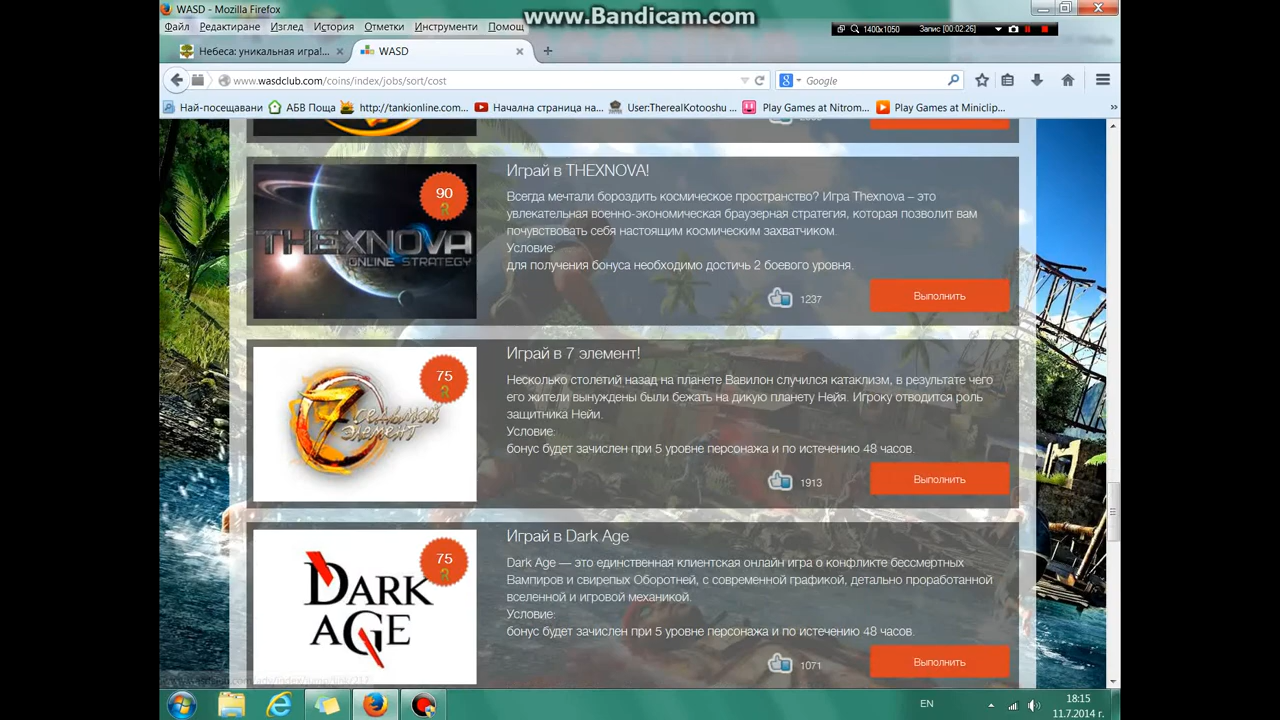 WASD - Mozilla Firefox
www.Bandicam.com
Файл Редактиране Изглед История Отметки Инструменти Помощ
1400x1050 Запис [00:02:26]
Небеса: уникальная игра!...
WASD
www.wasdclub.com/coins/index/jobs/sort/cost
Google
Най-посещавани АБВ Поща http://tankionline.com... Начална страница на... User:TherealKotooshu ... Play Games at Nitrom... Play Games at Miniclip... »
90
THEXNOVA
ONLINE STRATEGY
Играй в THEXNOVA!
Всегда мечтали бороздить космическое пространство? Игра Thexnova – это
увлекательная военно-экономическая браузерная стратегия, которая позволит вам
почувствовать себя настоящим космическим захватчиком.
Условие:
для получения бонуса необходимо достичь 2 боевого уровня.
1237
Выполнить
75
7 седьмой
элемент
Играй в 7 элемент!
Несколько столетий назад на планете Вавилон случился катаклизм, в результате чего
его жители вынуждены были бежать на дикую планету Нейя. Игроку отводится роль
защитника Нейи.
Условие:
бонус будет зачислен при 5 уровне персонажа и по истечению 48 часов.
1913
Выполнить
75
DARK
AGE
Играй в Dark Age
Dark Age — это единственная клиентская онлайн игра о конфликте бессмертных
Вампиров и свирепых Оборотней, с современной графикой, детально проработанной
вселенной и игровой механикой.
Условие:
бонус будет зачислен при 5 уровне персонажа и по истечению 48 часов.
1071
Выполнить
EN
18:15
11.7.2014 г.